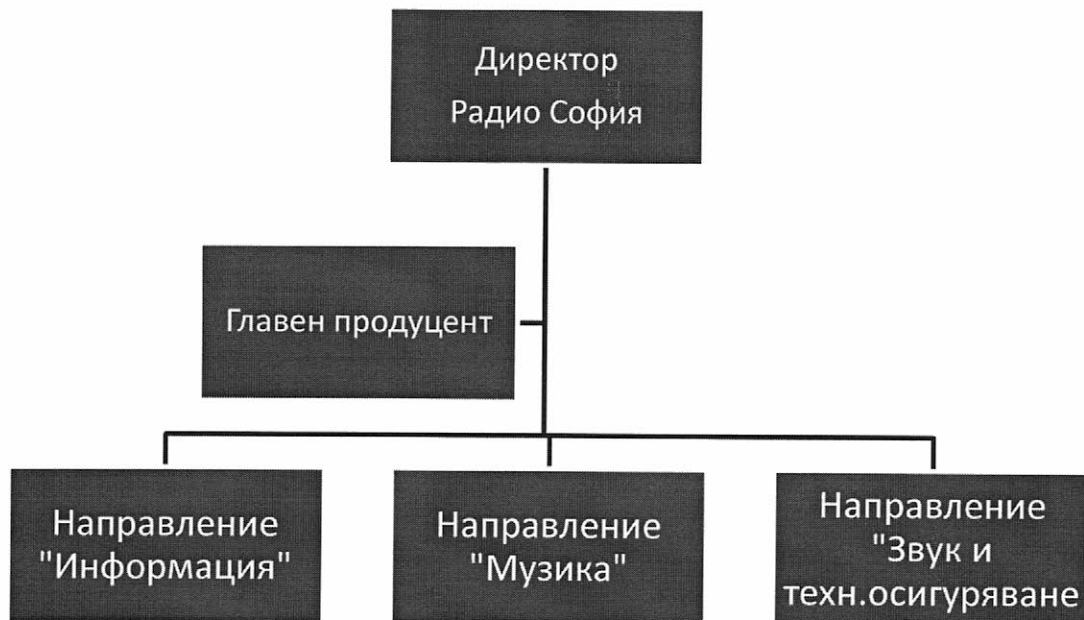 Директор
Радио София
Главен продуцент
Направление
"Информация"
Направление
"Музика"
Направление
"Звук и
техн.осигуряване